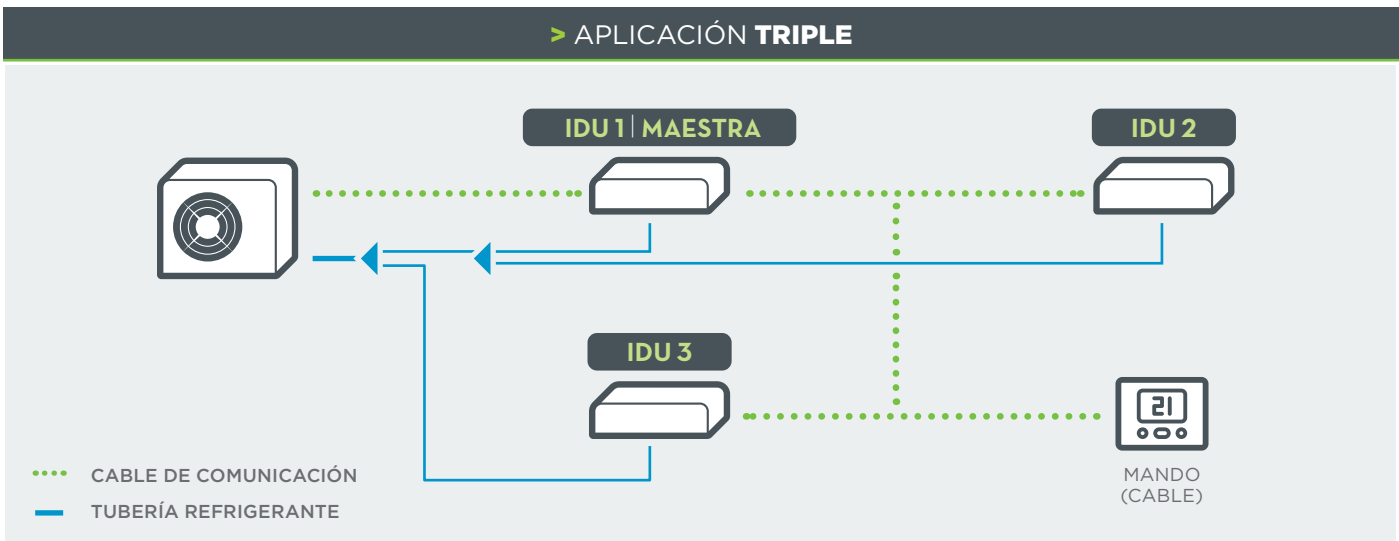 > APLICACIÓN TRIPLE
IDU 1 | MAESTRA
IDU 2
IDU 3
21
CABLE DE COMUNICACIÓN
TUBERÍA REFRIGERANTE
MANDO
(CABLE)